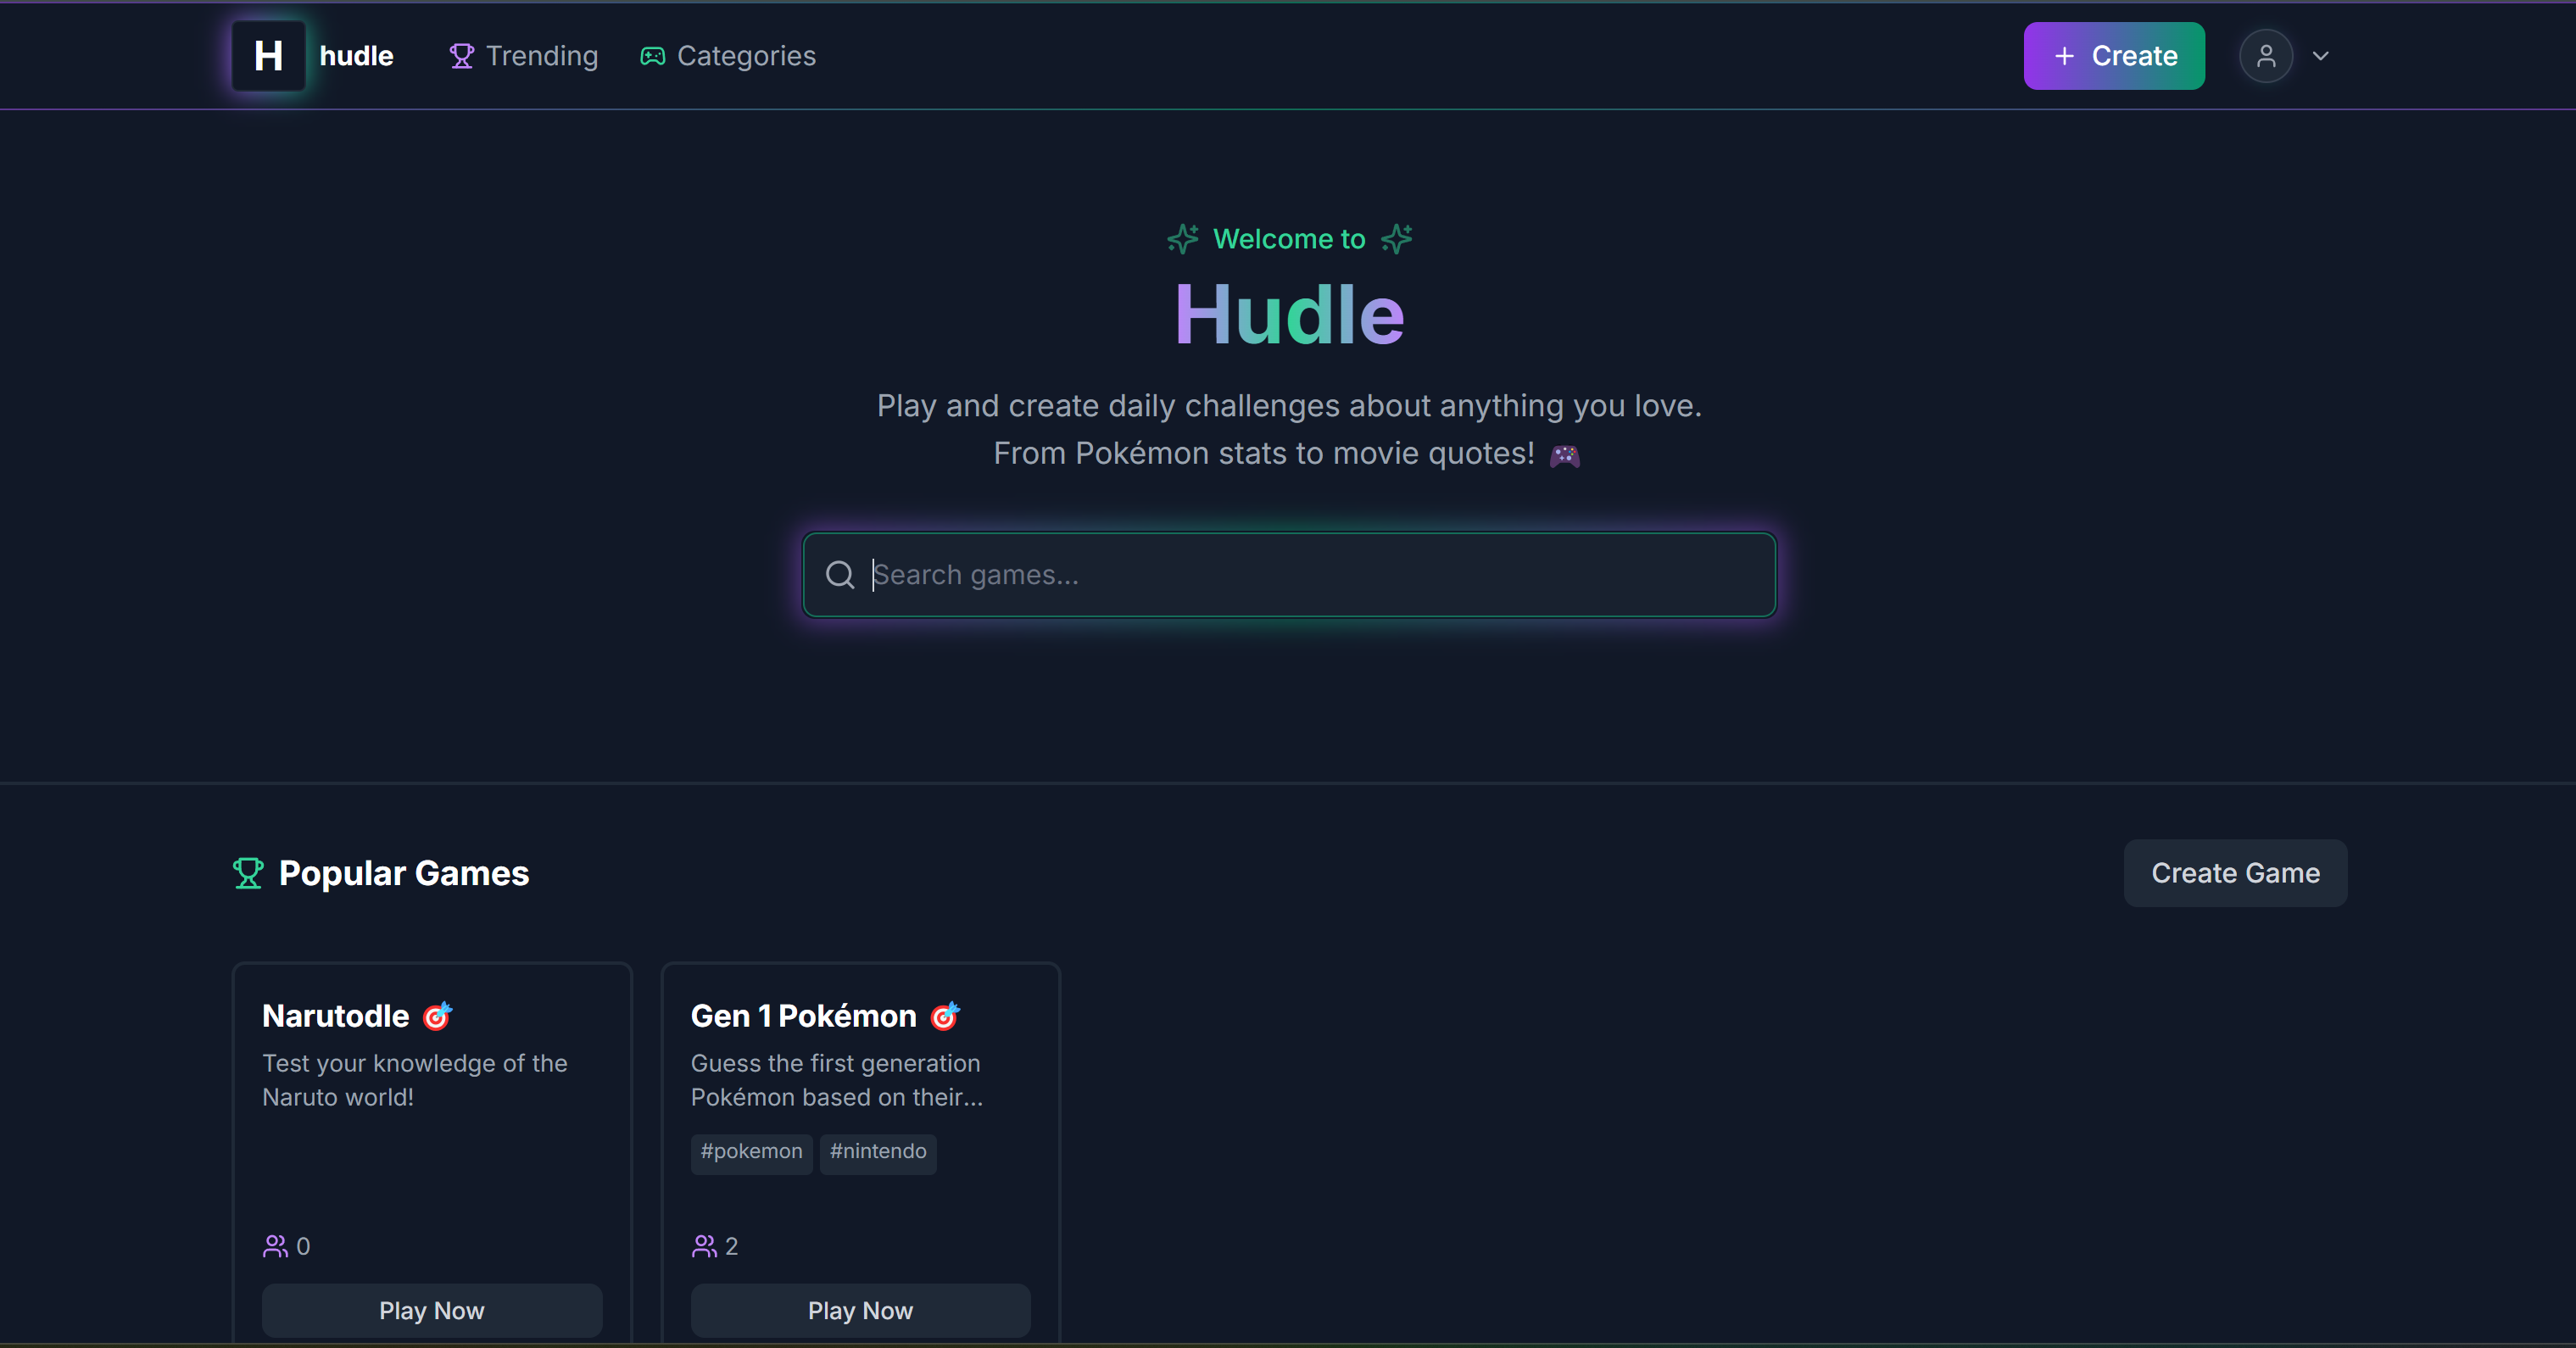 H hudle Trending Categories + Create
Welcome to
Hudle
Play and create daily challenges about anything you love.
From Pokémon stats to movie quotes! 🎮
Search games...
Popular Games
Create Game
Narutodle 🎯
Test your knowledge of the
Naruto world!
0
Play Now
Gen 1 Pokémon 🎯
Guess the first generation
Pokémon based on their...
#pokemon #nintendo
2
Play Now